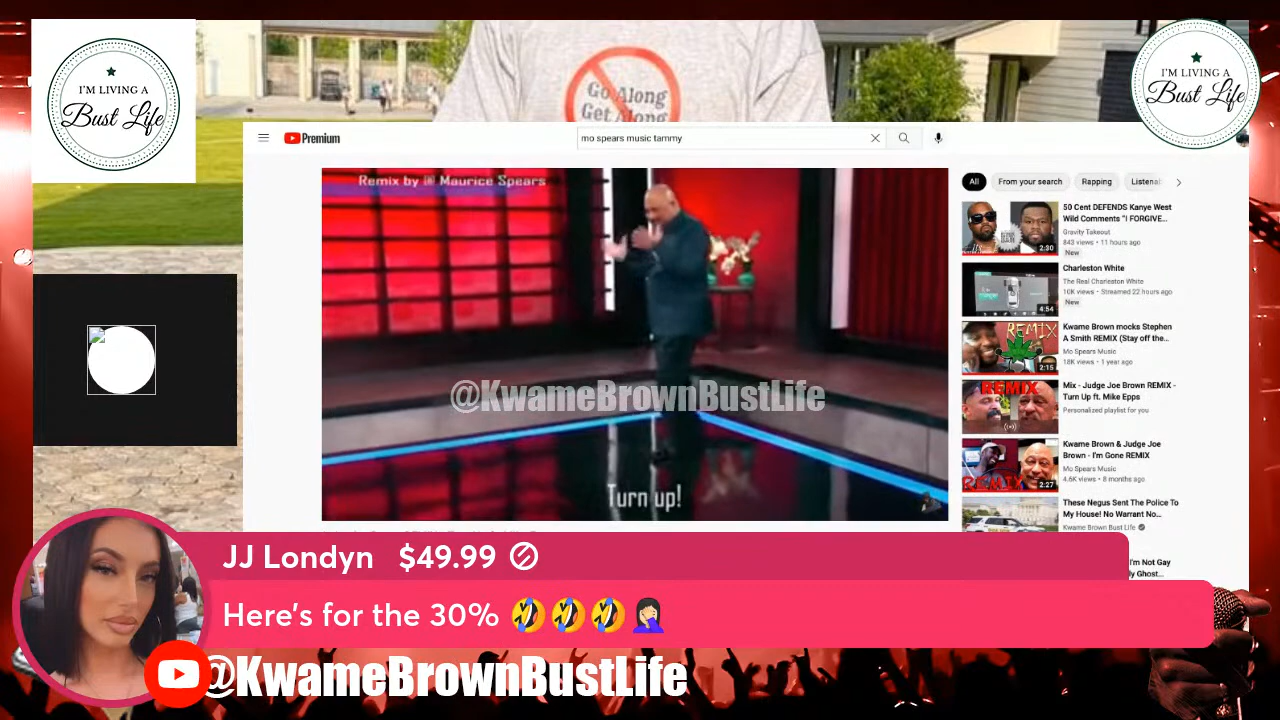 I'M LIVING A
Bust Life
Go Along
Get Along
I'M LIVING A
Bust Life
Premium
mo spears music tammy
Remix by Maurice Spears
@KwameBrownBustLife
Turn up!
All
From your search
Rapping
50 Cent DEFENDS Kanye West
Wild Comments "I FORGIVE...
Gravity Takeout
843 views • 11 hours ago
New
2:30
Charleston White
The Real Charleston White
10K views • Streamed 22 hours ago
New
4:54
REMIX
Kwame Brown mocks Stephen
A Smith REMIX (Stay off the...
Mo Spears Music
18K views • 1 year ago
2:15
REMIX
Mix - Judge Joe Brown REMIX -
Turn Up ft. Mike Epps
Personalized playlist for you
Kwame Brown & Judge Joe
Brown - I'm Gone REMIX
Mo Spears Music
4.6K views • 8 months ago
REMIX
2:27
These Negus Sent The Police To
My House! No Warrant No...
Kwame Brown Bust Life
I'm Not Gay
ly Ghost...
JJ Londyn $49.99
Here's for the 30% 🤣🤣🤣🤦🏻‍♀️
@KwameBrownBustLife